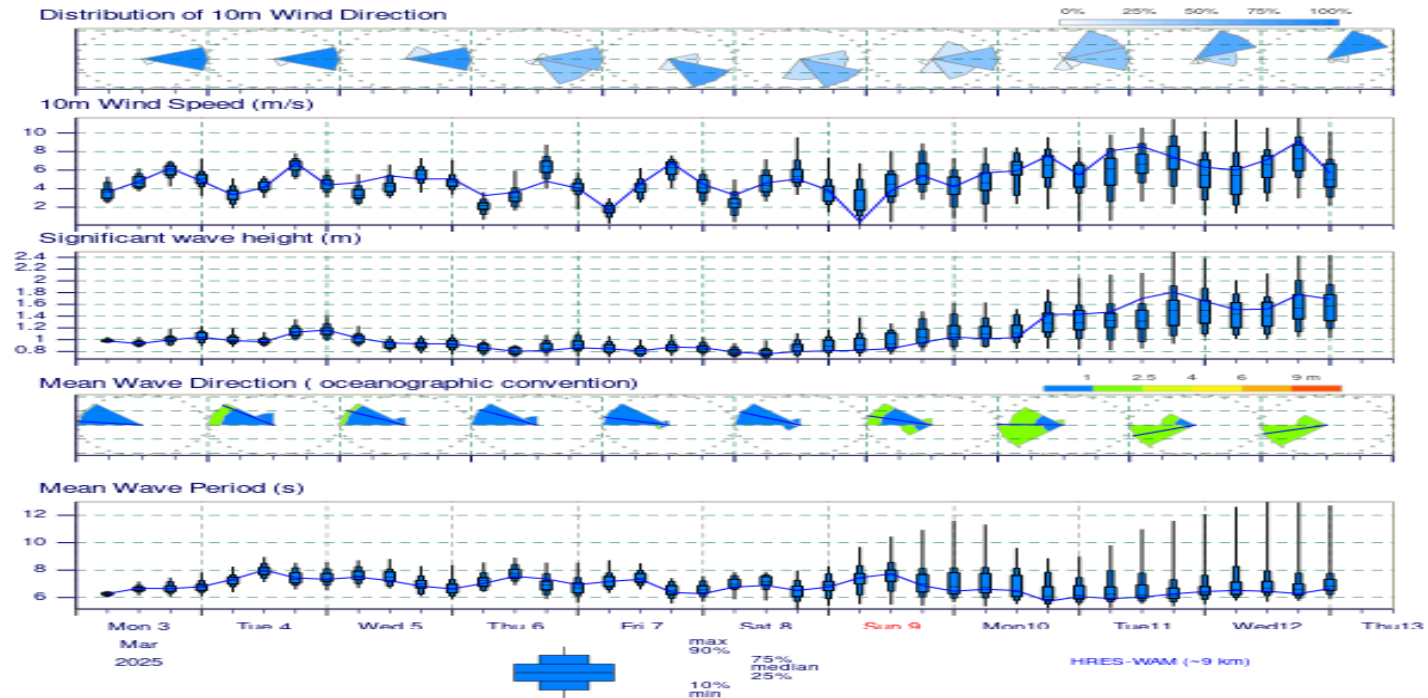 Distribution of 10m Wind Direction
0% 25% 50% 75% 100%
10m Wind Speed (m/s)
10
8
6
4
2
Significant wave height (m)
2.4
2.2
2
1.8
1.6
1.4
1.2
1
0.8
Mean Wave Direction ( oceanographic convention)
1 2.5 4 6 9 m
Mean Wave Period (s)
12
10
8
6
Mon 3 Tue 4 Wed 5 Thu 6 Fri 7 Sat 8 Sun 9 Mon10 Tue11 Wed12 Thu13
Mar
2025
max
90%
75%
median
25%
10%
min
HRES-WAM (~9 km)